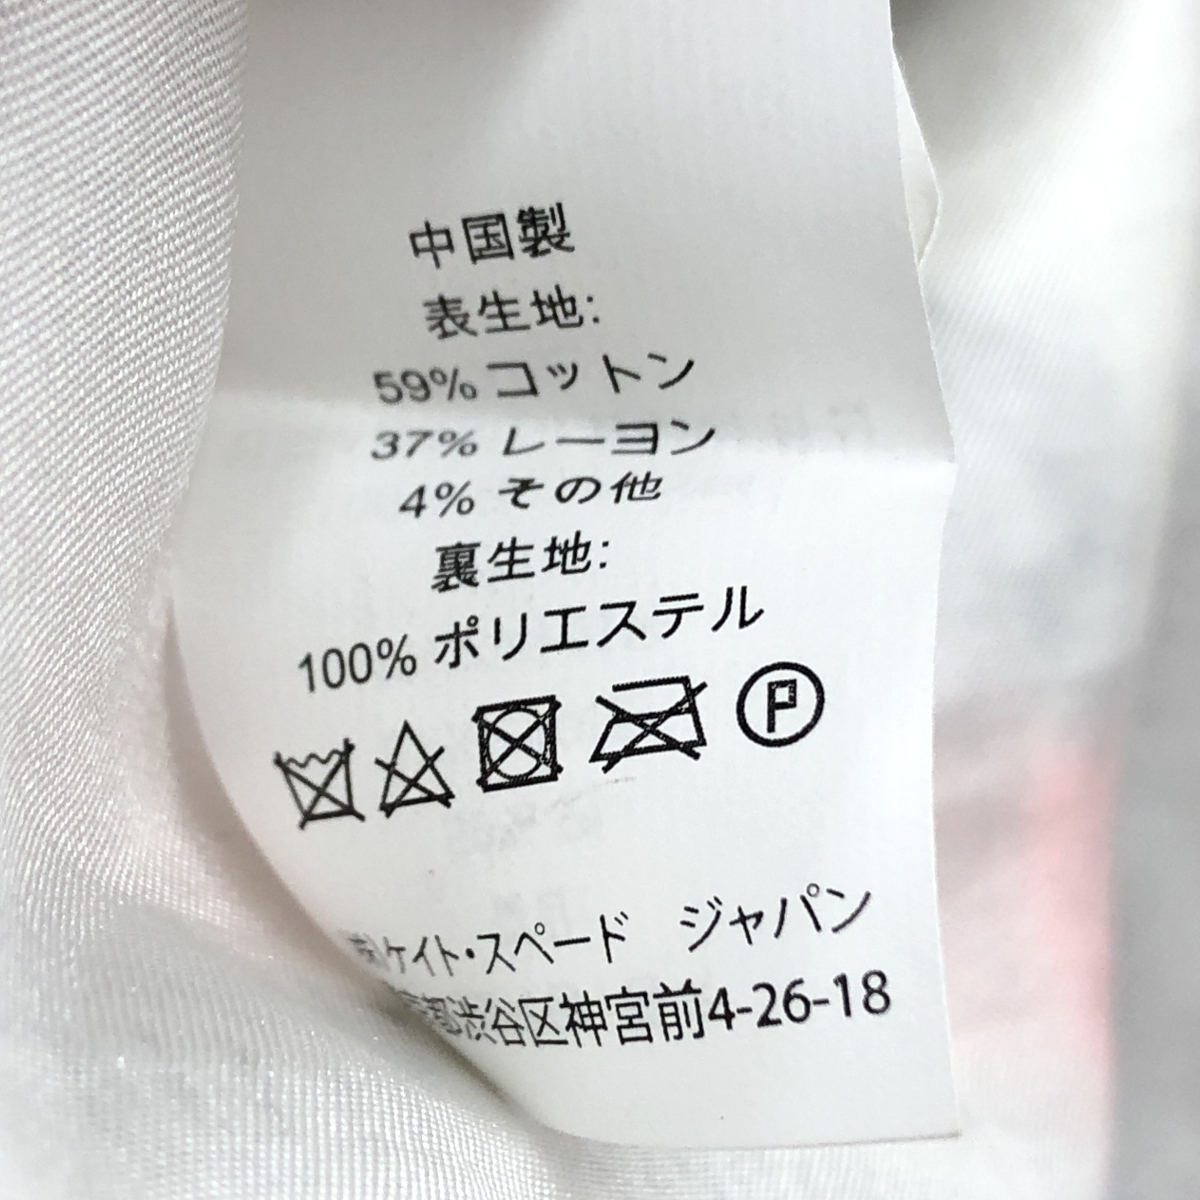 中国製
表生地:
59% コットン
37% レーヨン
4% その他
裏生地:
100% ポリエステル
P
ケイト・スペード ジャパン
都渋谷区神宮前4-26-18